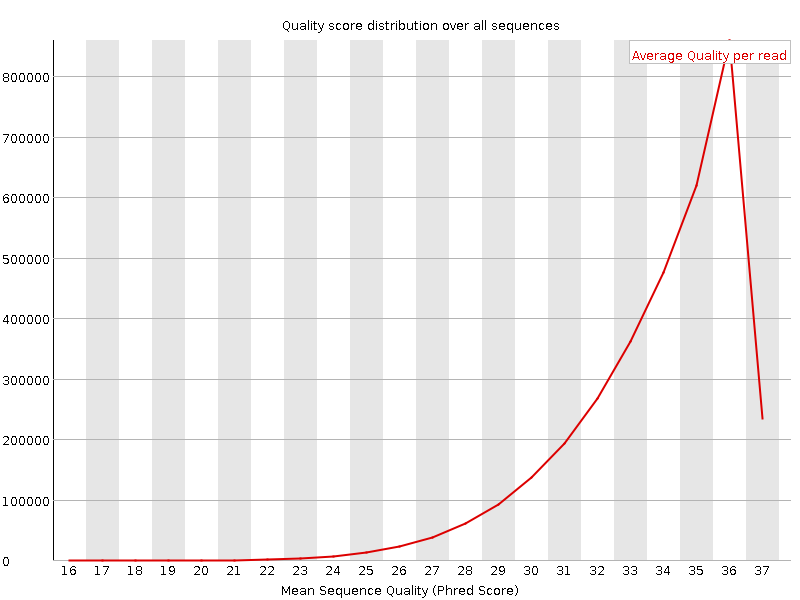 Quality score distribution over all sequences
Average Quality per read
800000
700000
600000
500000
400000
300000
200000
100000
0
16 17 18 19 20 21 22 23 24 25 26 27 28 29 30 31 32 33 34 35 36 37
Mean Sequence Quality (Phred Score)